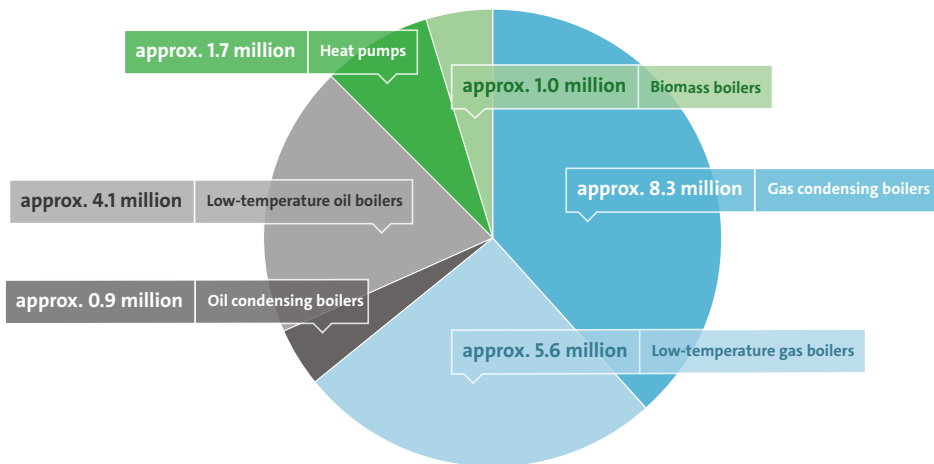 approx. 1.7 million Heat pumps
approx. 1.0 million Biomass boilers
approx. 8.3 million Gas condensing boilers
approx. 4.1 million Low-temperature oil boilers
approx. 0.9 million Oil condensing boilers
approx. 5.6 million Low-temperature gas boilers